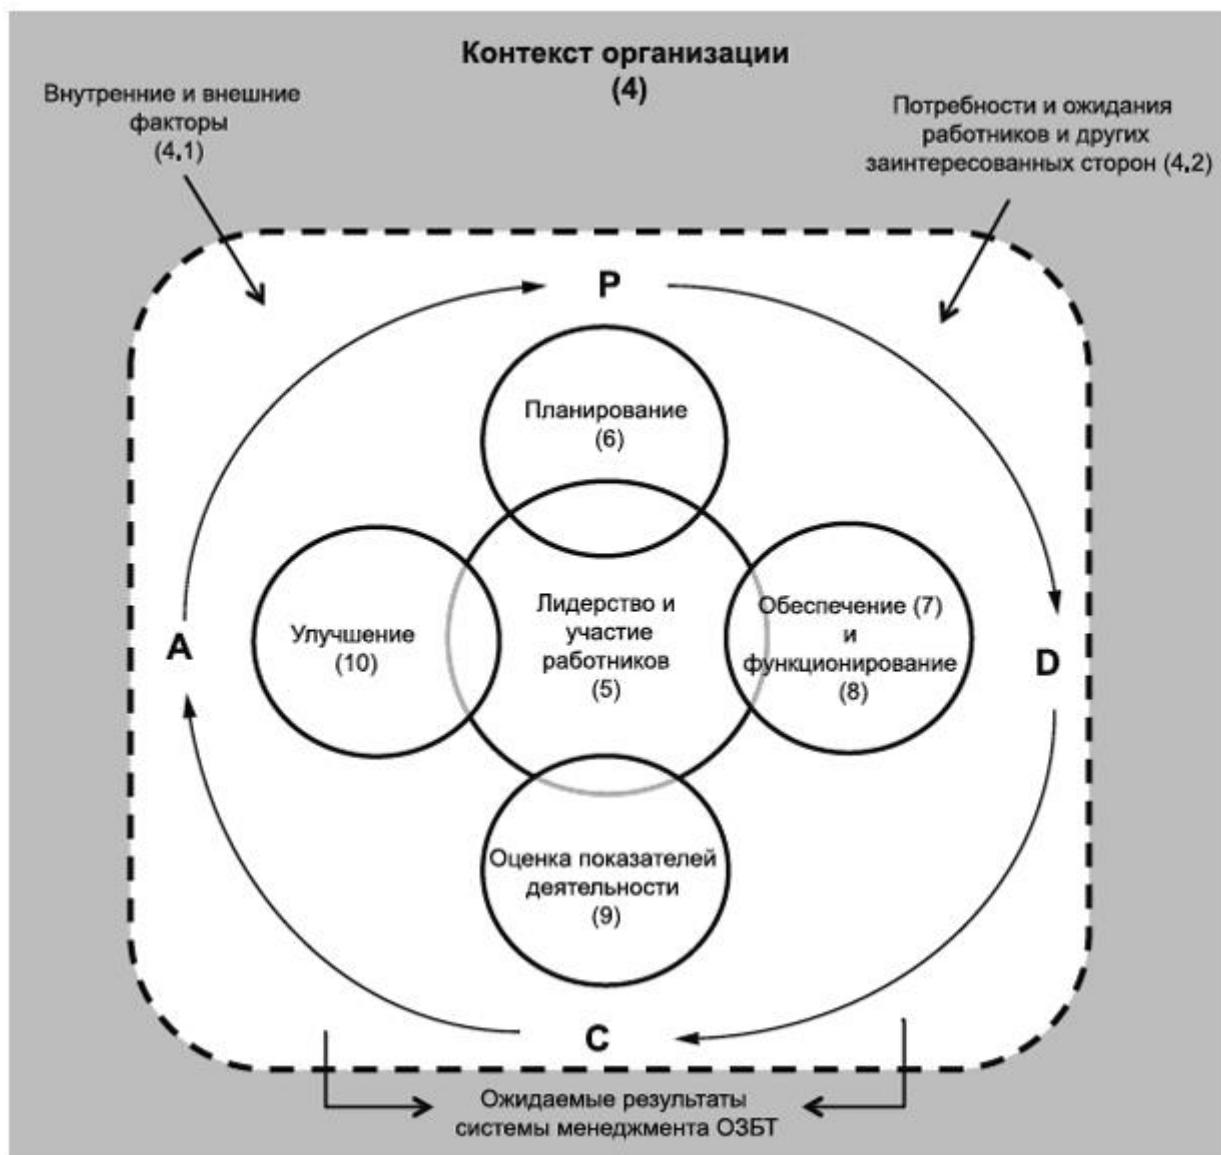 Контекст организации
(4)
Внутренние и внешние
факторы
(4.1)
Потребности и ожидания
работников и других
заинтересованных сторон (4.2)
P
Планирование
(6)
Улучшение
(10)
Лидерство и
участие
работников
(5)
Обеспечение (7)
и
функционирование
(8)
A
D
Оценка показателей
деятельности
(9)
C
Ожидаемые результаты
системы менеджмента ОЗБТ